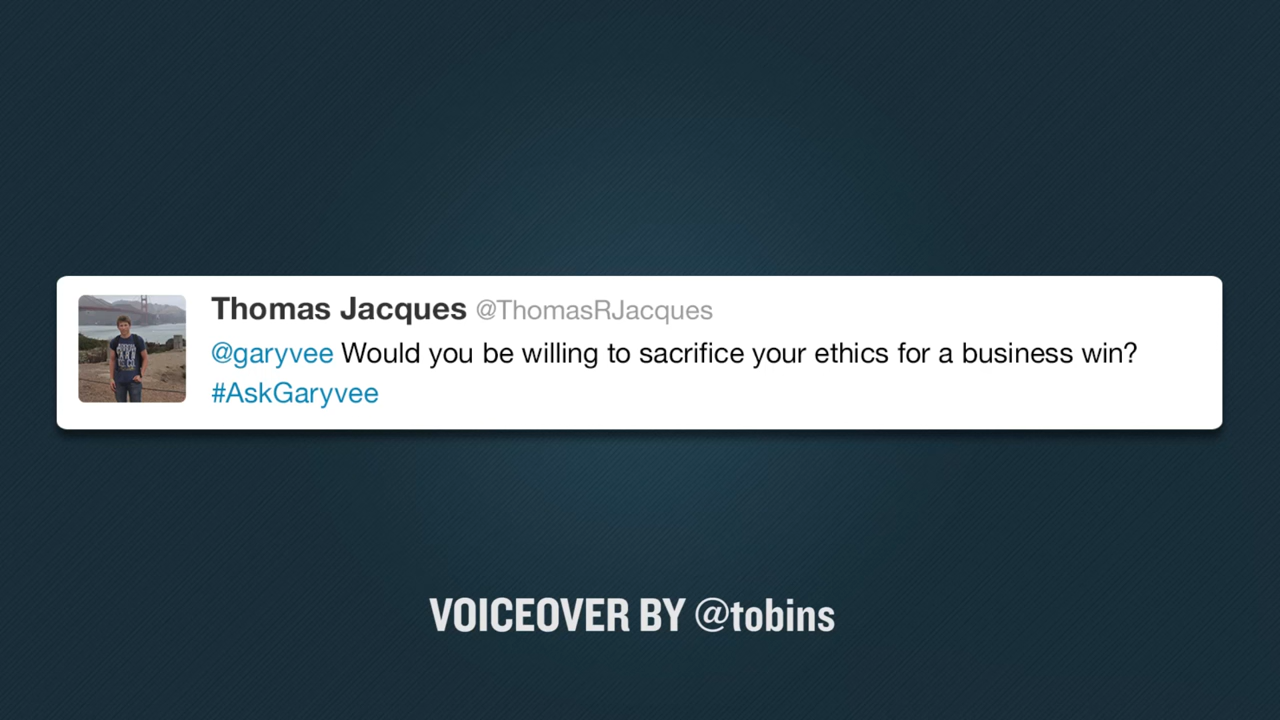 Thomas Jacques @ThomasRJacques
@garyvee Would you be willing to sacrifice your ethics for a business win?
#AskGaryvee
VOICEOVER BY @tobins